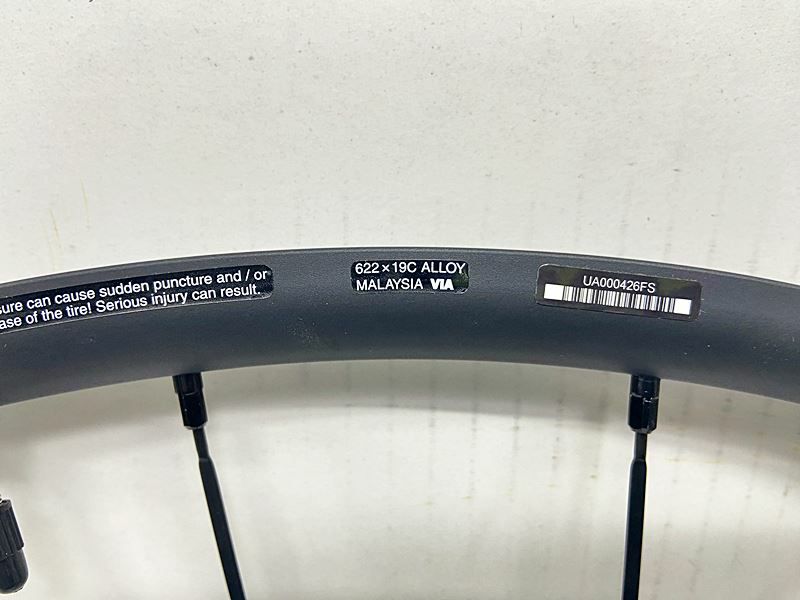 sure can cause sudden puncture and / or
ase of the tire! Serious injury can result.
622 × 19C ALLOY
MALAYSIA VIA
UA000426FS